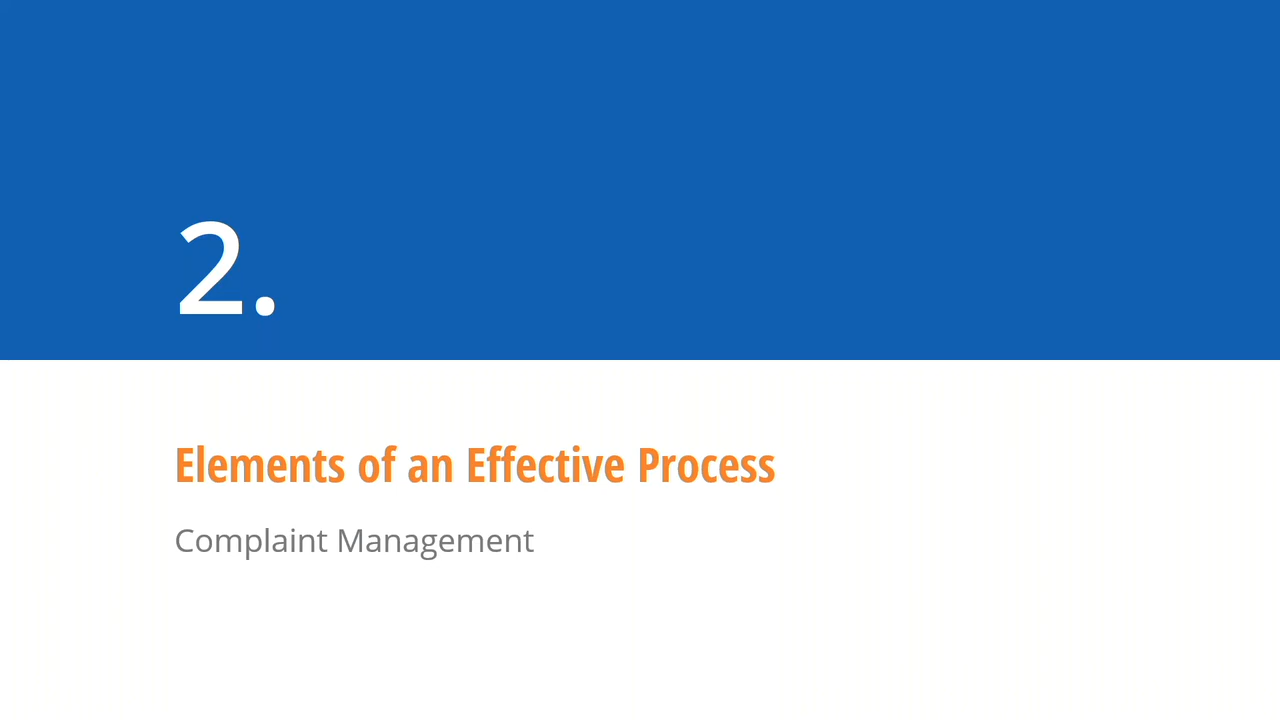 2.
Elements of an Effective Process
Complaint Management